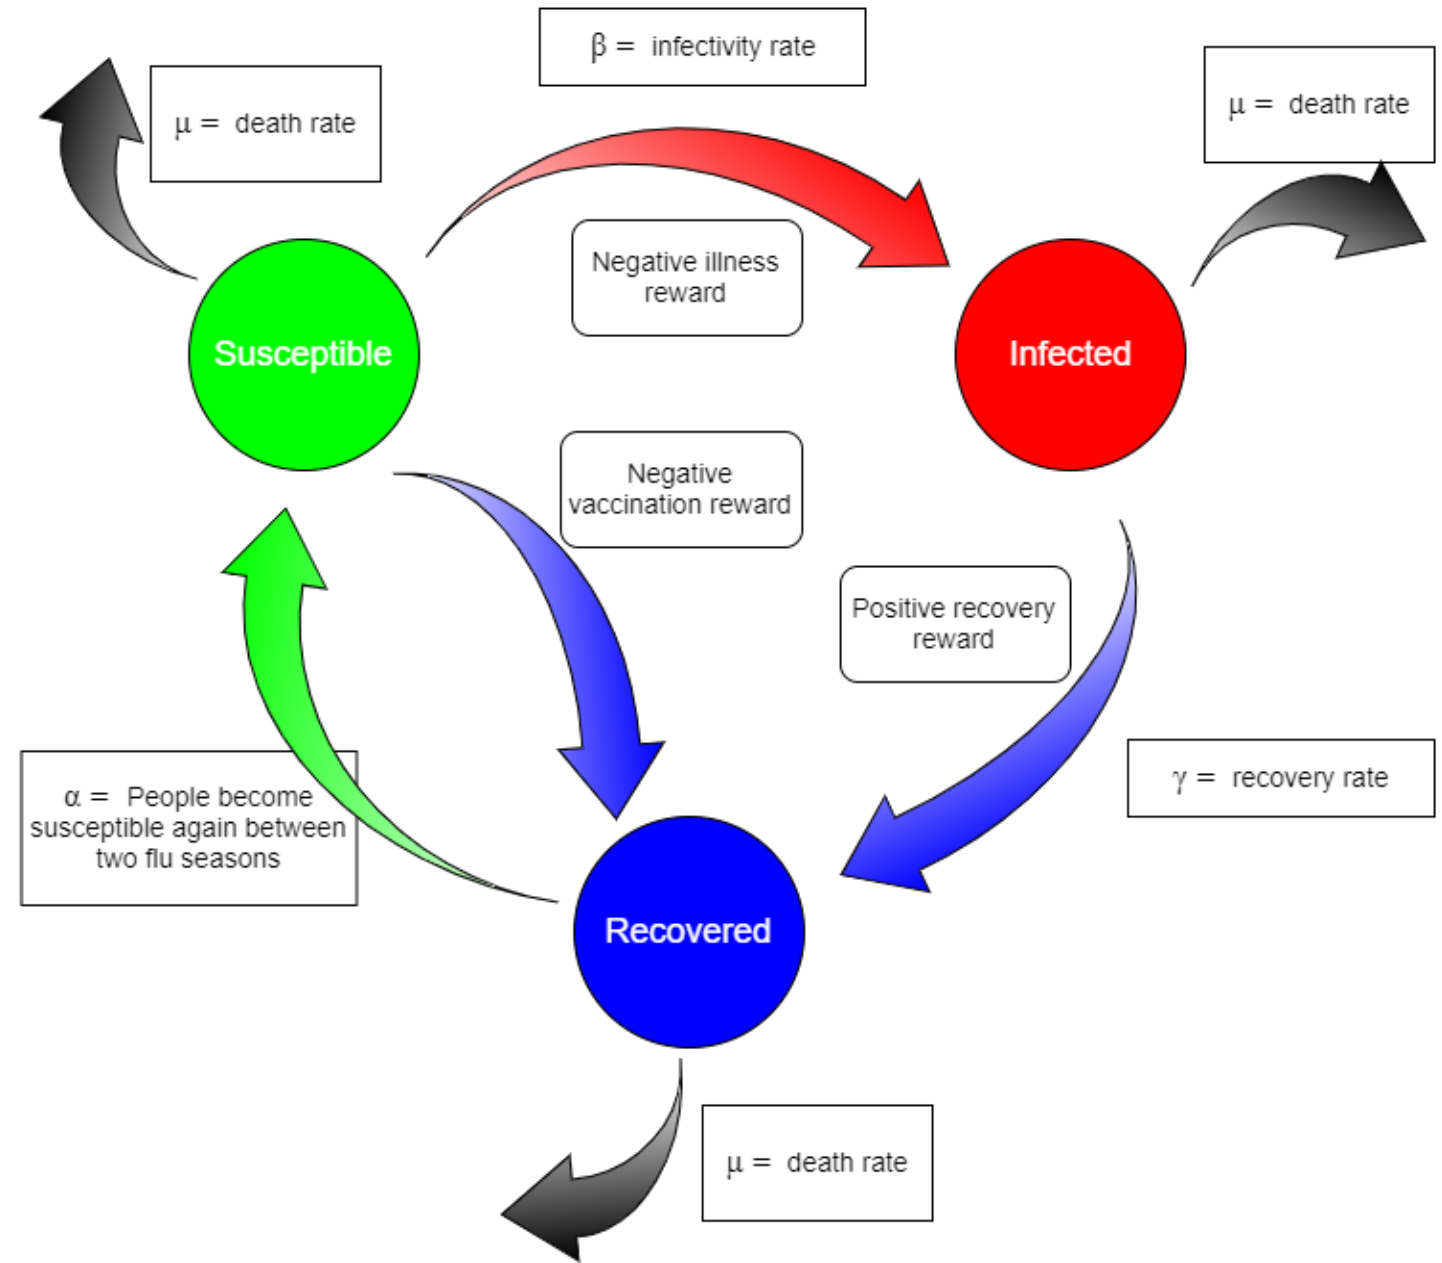 β = infectivity rate
μ = death rate
μ = death rate
Negative illness
reward
Susceptible
Infected
Negative
vaccination reward
Positive recovery
reward
γ = recovery rate
α = People become
susceptible again between
two flu seasons
Recovered
μ = death rate